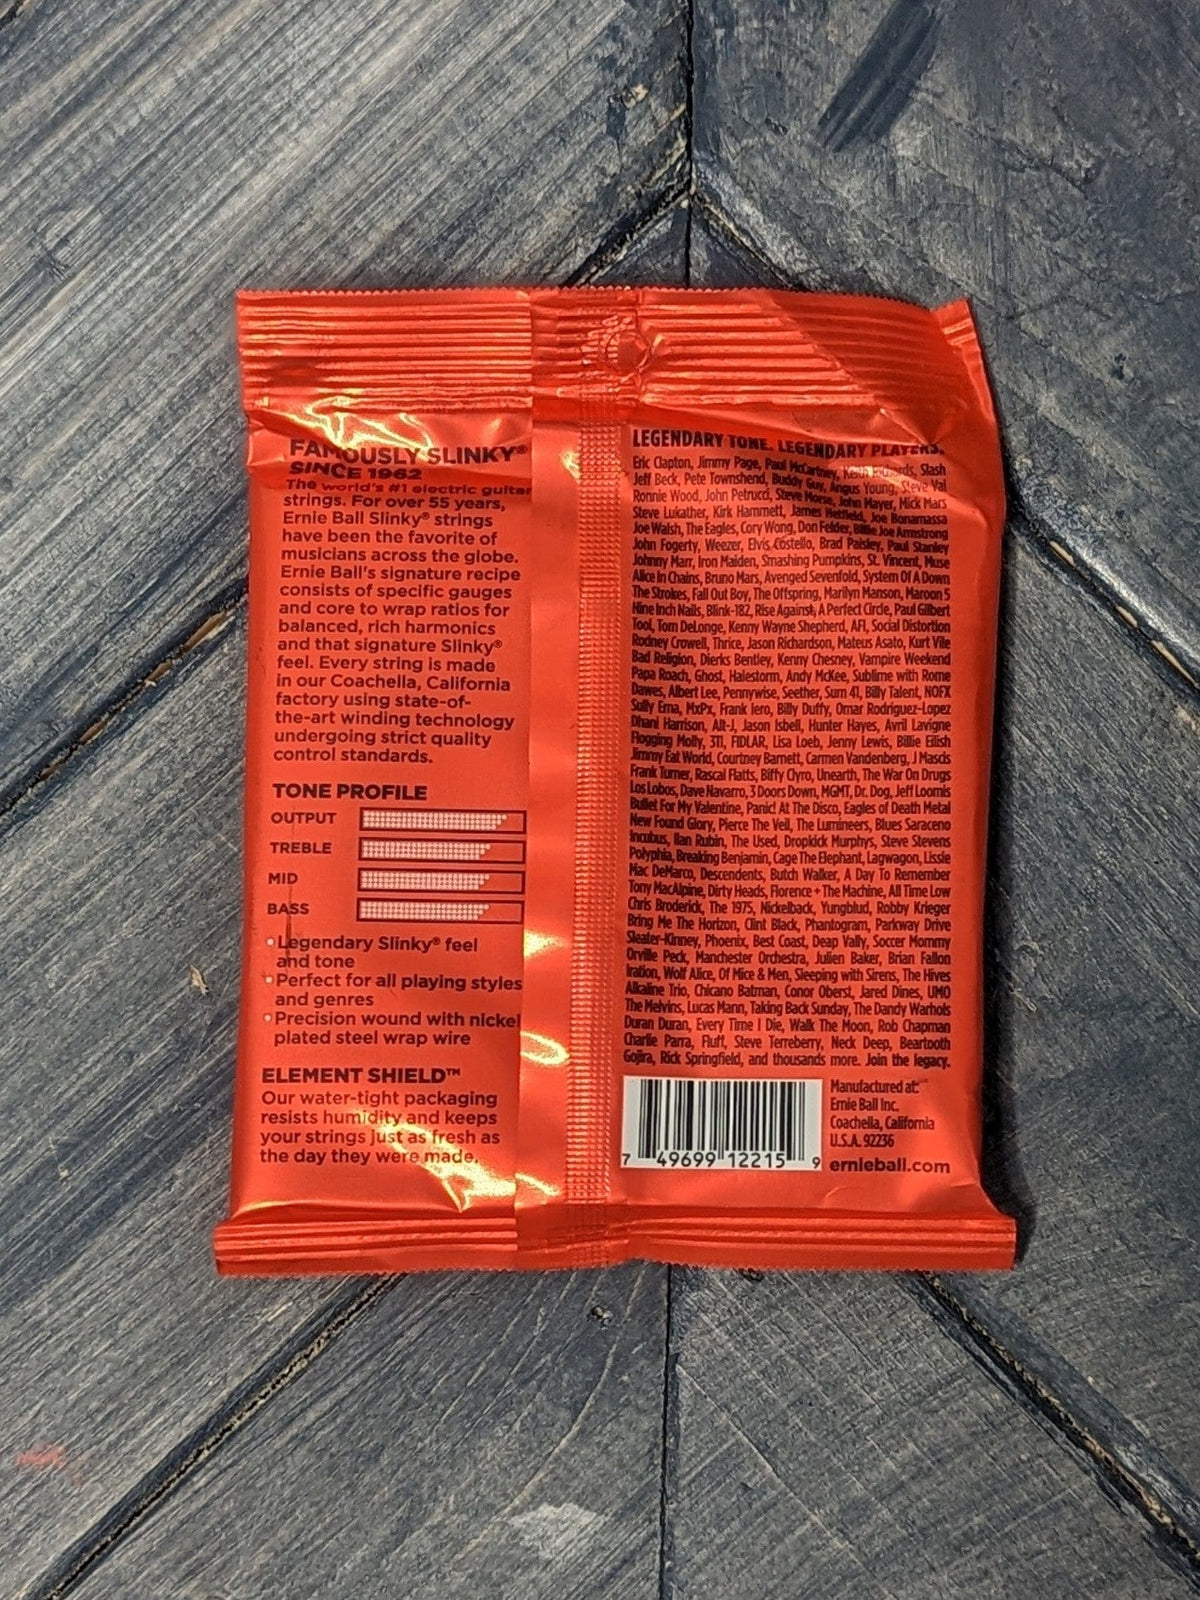 FAMOUSLY SLINKY®
SINCE 1962
The world's #1 electric guitar
strings. For over 55 years,
Ernie Ball Slinky® strings
have been the favorite of
musicians across the globe.
Ernie Ball's signature recipe
consists of specific gauges
and core to wrap ratios for
balanced, rich harmonics
and that signature Slinky®
feel. Every string is made
in our Coachella, California
factory using state-of-
the-art winding technology
undergoing strict quality
control standards.
TONE PROFILE
OUTPUT
TREBLE
MID
BASS
• Legendary Slinky® feel
and tone
• Perfect for all playing styles
and genres
• Precision wound with nickel
plated steel wrap wire
ELEMENT SHIELD™
Our water-tight packaging
resists humidity and keeps
your strings just as fresh as
the day they were made.
LEGENDARY TONE. LEGENDARY PLAYERS.
Eric Clapton, Jimmy Page, Paul McCartney, Keith Richards, Slash
Jeff Beck, Pete Townshend, Buddy Guy, Angus Young, Steve Vai
Ronnie Wood, John Petrucci, Steve Morse, John Mayer, Mick Mars
Steve Lukather, Kirk Hammett, James Hetfield, Joe Bonamassa
Joe Walsh, The Eagles, Cory Wong, Don Felder, Billie Joe Armstrong
John Fogerty, Weezer, Elvis Costello, Brad Paisley, Paul Stanley
Johnny Marr, Iron Maiden, Smashing Pumpkins, St. Vincent, Muse
Alice In Chains, Bruno Mars, Avenged Sevenfold, System Of A Down
The Strokes, Fall Out Boy, The Offspring, Marilyn Manson, Maroon 5
Nine Inch Nails, Blink-182, Rise Against, A Perfect Circle, Paul Gilbert
Tool, Tom DeLonge, Kenny Wayne Shepherd, AFI, Social Distortion
Rodney Crowell, Thrice, Jason Richardson, Mateus Asato, Kurt Vile
Bad Religion, Dierks Bentley, Kenny Chesney, Vampire Weekend
Papa Roach, Ghost, Halestorm, Andy McKee, Sublime with Rome
Dawes, Albert Lee, Pennywise, Seether, Sum 41, Billy Talent, NOFX
Sully Erna, MxPx, Frank Iero, Billy Duffy, Omar Rodriguez-Lopez
Dhani Harrison, Alt-J, Jason Isbell, Hunter Hayes, Avril Lavigne
Flogging Molly, 311, FIDLAR, Lisa Loeb, Jenny Lewis, Billie Eilish
Jimmy Eat World, Courtney Barnett, Carmen Vandenberg, J Mascis
Frank Turner, Rascal Flatts, Biffy Clyro, Unearth, The War On Drugs
Los Lobos, Dave Navarro, 3 Doors Down, MGMT, Dr. Dog, Jeff Loomis
Bullet For My Valentine, Panic! At The Disco, Eagles of Death Metal
New Found Glory, Pierce The Veil, The Lumineers, Blues Saraceno
Incubus, Ilan Rubin, The Used, Dropkick Murphys, Steve Stevens
Polyphia, Breaking Benjamin, Cage The Elephant, Lagwagon, Lissie
Mac DeMarco, Descendents, Butch Walker, A Day To Remember
Tony MacAlpine, Dirty Heads, Florence + The Machine, All Time Low
Chris Broderick, The 1975, Nickelback, Yungblud, Robby Krieger
Bring Me The Horizon, Clint Black, Phantogram, Parkway Drive
Sleater-Kinney, Phoenix, Best Coast, Deap Vally, Soccer Mommy
Orville Peck, Manchester Orchestra, Julien Baker, Brian Fallon
Iration, Wolf Alice, Of Mice & Men, Sleeping with Sirens, The Hives
Alkaline Trio, Chicano Batman, Conor Oberst, Jared Dines, UMO
The Melvins, Lucas Mann, Taking Back Sunday, The Dandy Warhols
Duran Duran, Every Time I Die, Walk The Moon, Rob Chapman
Charlie Parra, Fluff, Steve Terreberry, Neck Deep, Beartooth
Gojira, Rick Springfield, and thousands more. Join the legacy.
7 49699 12215 9
Manufactured at:
Ernie Ball Inc.
Coachella, California
U.S.A. 92236
ernieball.com